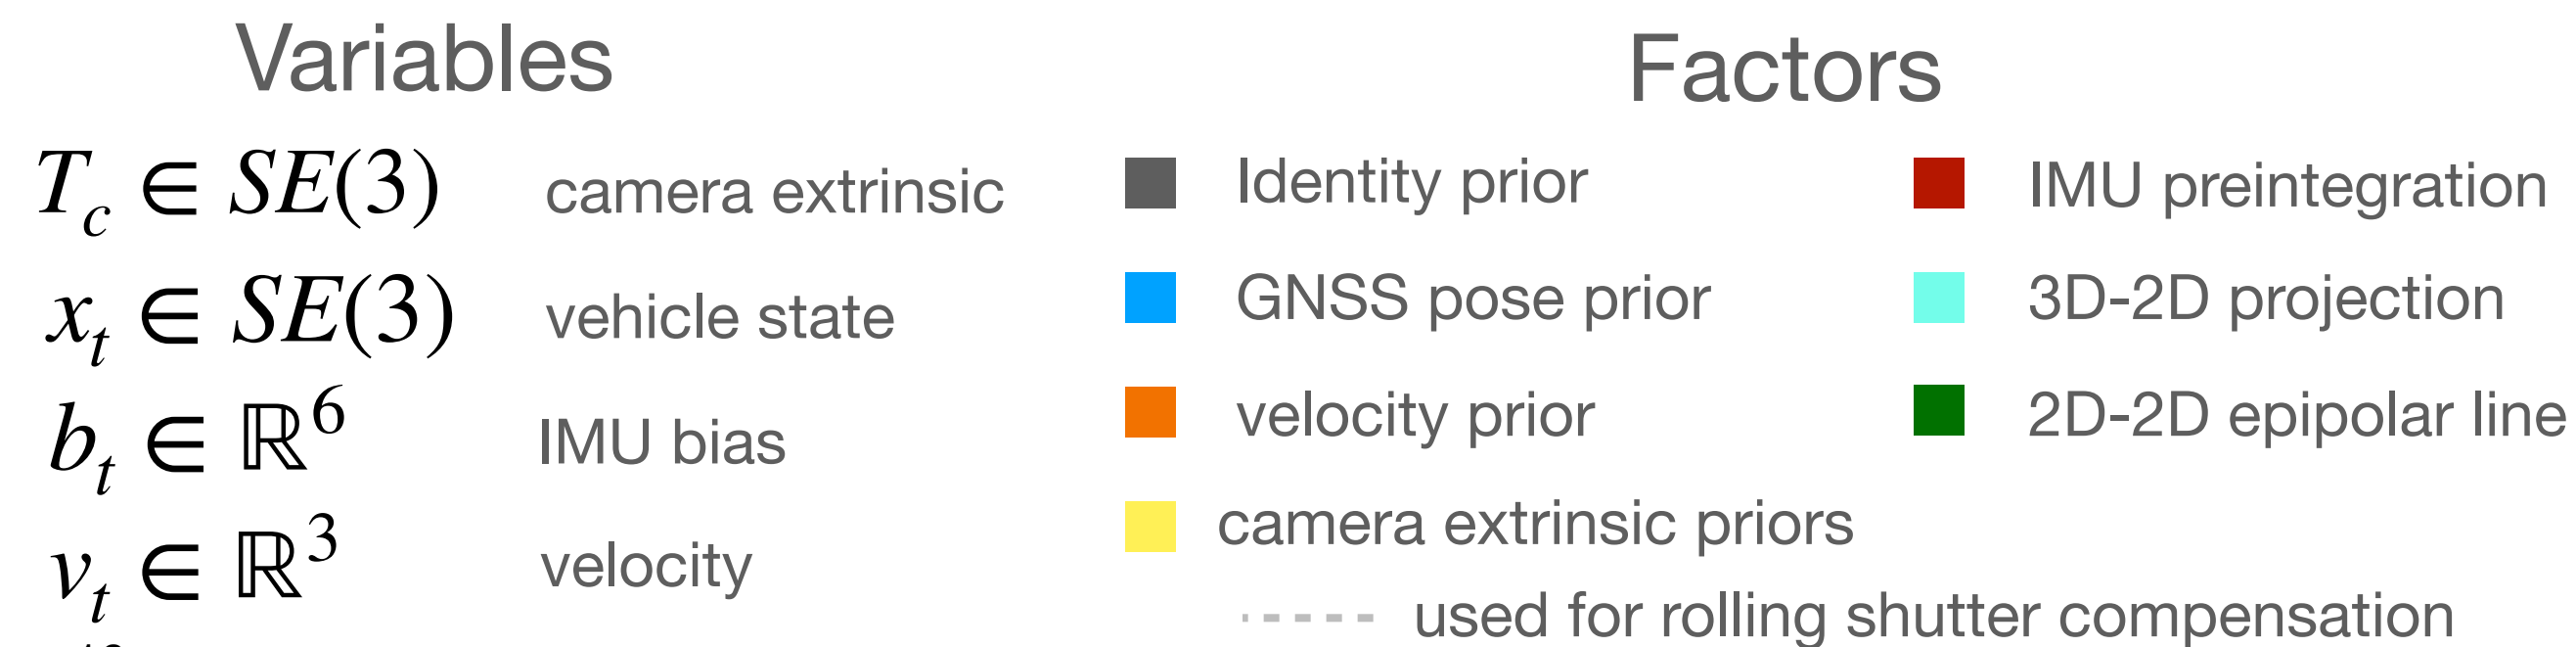 Variables
Factors
T_c ∈ SE(3) camera extrinsic
x_t ∈ SE(3) vehicle state
b_t ∈ ℝ^6 IMU bias
v_t ∈ ℝ^3 velocity
Identity prior
GNSS pose prior
velocity prior
camera extrinsic priors
IMU preintegration
3D-2D projection
2D-2D epipolar line
used for rolling shutter compensation